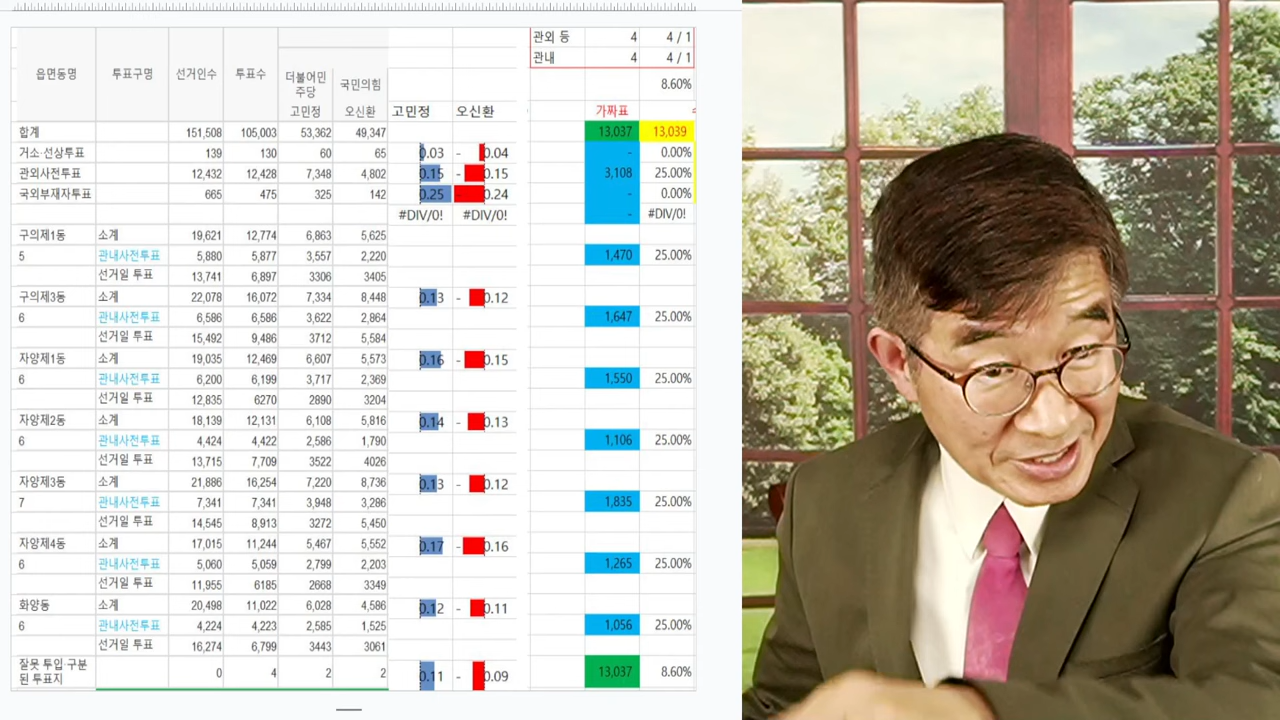 관외 등 4 4 / 1
관내 4 4 / 1
읍면동명 투표구명 선거인수 투표수 더불어민주당 고민정 국민의힘 오신환 고민정 오신환
8.60%
가짜표
합계 151,508 105,003 53,362 49,347 13,037 13,039
거소·선상투표 139 130 60 65 0.03 - 0.04 - 0.00%
관외사전투표 12,432 12,428 7,348 4,802 0.15 - 0.15 3,108 25.00%
국외부재자투표 665 475 325 142 0.25 - 0.24 - 0.00%
#DIV/0! #DIV/0! - #DIV/0!
구의제1동 소계 19,621 12,774 6,863 5,625
5 관내사전투표 5,880 5,877 3,557 2,220 1,470 25.00%
선거일 투표 13,741 6,897 3306 3405
구의제3동 소계 22,078 16,072 7,334 8,448 0.13 - 0.12
6 관내사전투표 6,586 6,586 3,622 2,864 1,647 25.00%
선거일 투표 15,492 9,486 3712 5,584
자양제1동 소계 19,035 12,469 6,607 5,573 0.16 - 0.15
6 관내사전투표 6,200 6,199 3,717 2,369 1,550 25.00%
선거일 투표 12,835 6270 2890 3204
자양제2동 소계 18,139 12,131 6,108 5,816 0.14 - 0.13
6 관내사전투표 4,424 4,422 2,586 1,790 1,106 25.00%
선거일 투표 13,715 7,709 3522 4026
자양제3동 소계 21,886 16,254 7,220 8,736 0.13 - 0.12
7 관내사전투표 7,341 7,341 3,948 3,286 1,835 25.00%
선거일 투표 14,545 8,913 3272 5,450
자양제4동 소계 17,015 11,244 5,467 5,552 0.17 - 0.16
6 관내사전투표 5,060 5,059 2,799 2,203 1,265 25.00%
선거일 투표 11,955 6185 2668 3349
화양동 소계 20,498 11,022 6,028 4,586 0.12 - 0.11
6 관내사전투표 4,224 4,223 2,585 1,525 1,056 25.00%
선거일 투표 16,274 6,799 3443 3061
잘못 투입·구분
된 투표지 0 4 2 2 0.11 - 0.09 13,037 8.60%